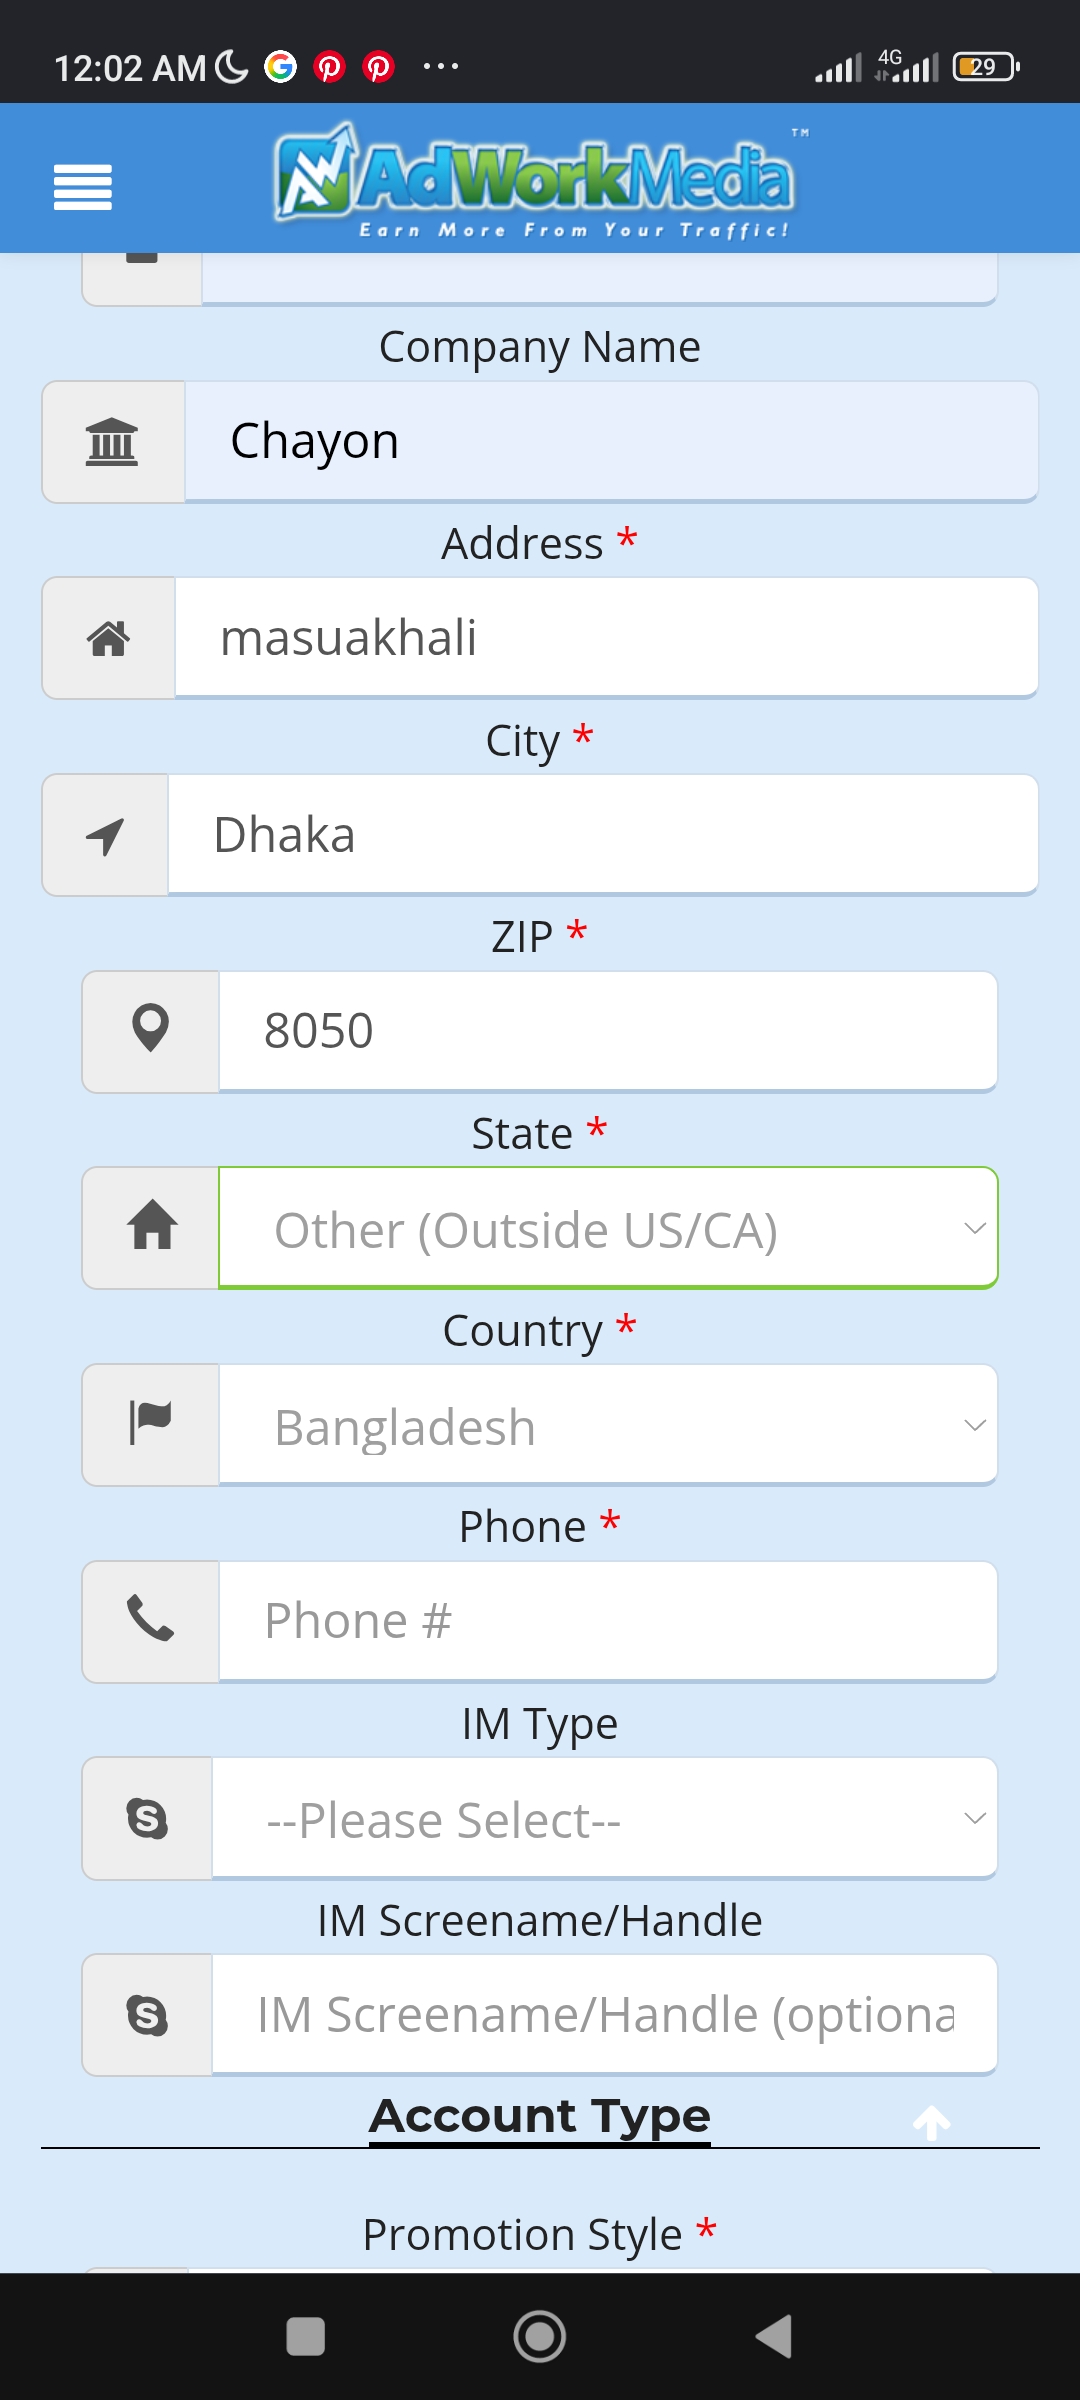 12:02 AM
4G
29
AdWorkMedia™
Earn More From Your Traffic!
Company Name
Chayon
Address *
masuakhali
City *
Dhaka
ZIP *
8050
State *
Other (Outside US/CA)
Country *
Bangladesh
Phone *
Phone #
IM Type
--Please Select--
IM Screename/Handle
IM Screename/Handle (optiona
Account Type
Promotion Style *